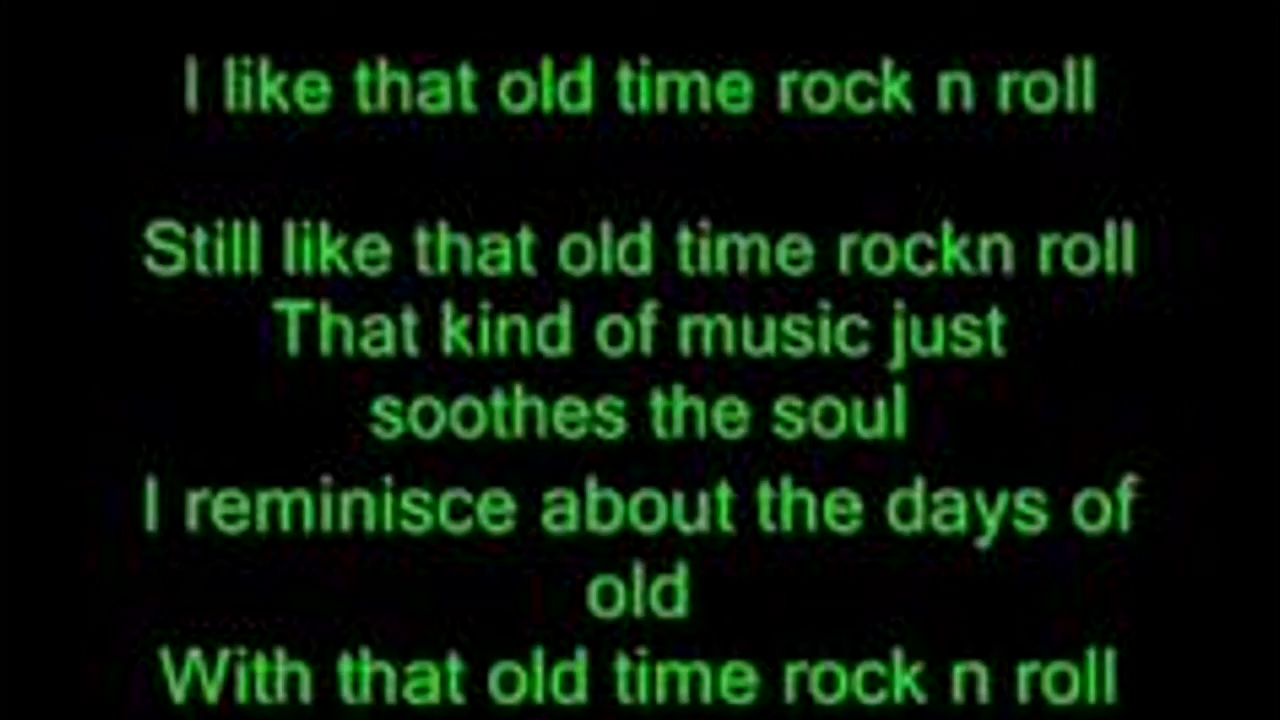 I like that old time rock n roll
Still like that old time rockn roll
That kind of music just
soothes the soul
I reminisce about the days of
old
With that old time rock n roll